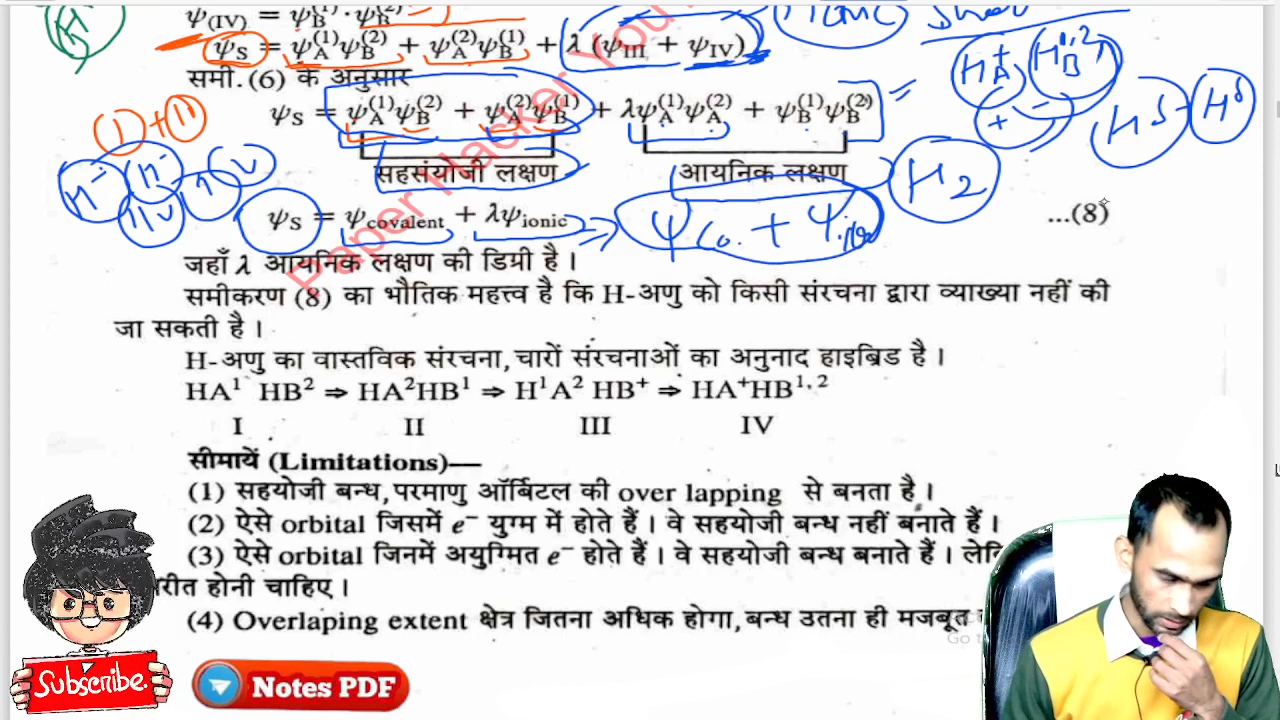 ψ(IV) = ψB(1)·ψB(2)
ψS = ψA(1)ψB(2) + ψA(2)ψB(1) + λ (ψIII + ψIV)
समी. (6) के अनुसार
ψS = ψA(1)ψB(2) + ψA(2)ψB(1) + λψA(1)ψA(2) + ψB(1)ψB(2)
सहसंयोजी लक्षण आयनिक लक्षण
ψS = ψcovalent + λψionic ...(8)
जहाँ λ आयनिक लक्षण की डिग्री है।
समीकरण (8) का भौतिक महत्त्व है कि H-अणु को किसी संरचना द्वारा व्याख्या नहीं की
जा सकती है।
H-अणु का वास्तविक संरचना, चारों संरचनाओं का अनुनाद हाइब्रिड है।
HA¹ HB² ⇒ HA²HB¹ ⇒ H¹A² HB⁺ ⇒ HA⁺HB¹,²
I II III IV
सीमायें (Limitations)—
(1) सहयोजी बन्ध, परमाणु ऑर्बिटल की over lapping से बनता है।
(2) ऐसे orbital जिसमें e⁻ युग्म में होते हैं। वे सहयोजी बन्ध नहीं बनाते हैं।
(3) ऐसे orbital जिनमें अयुग्मित e⁻ होते हैं। वे सहयोजी बन्ध बनाते हैं।
होनी चाहिए।
(4) Overlaping extent क्षेत्र जितना अधिक होगा, बन्ध उतना ही मजबूत
Paper Hacker
(I) + (II)
H2
Subscribe.
Notes PDF